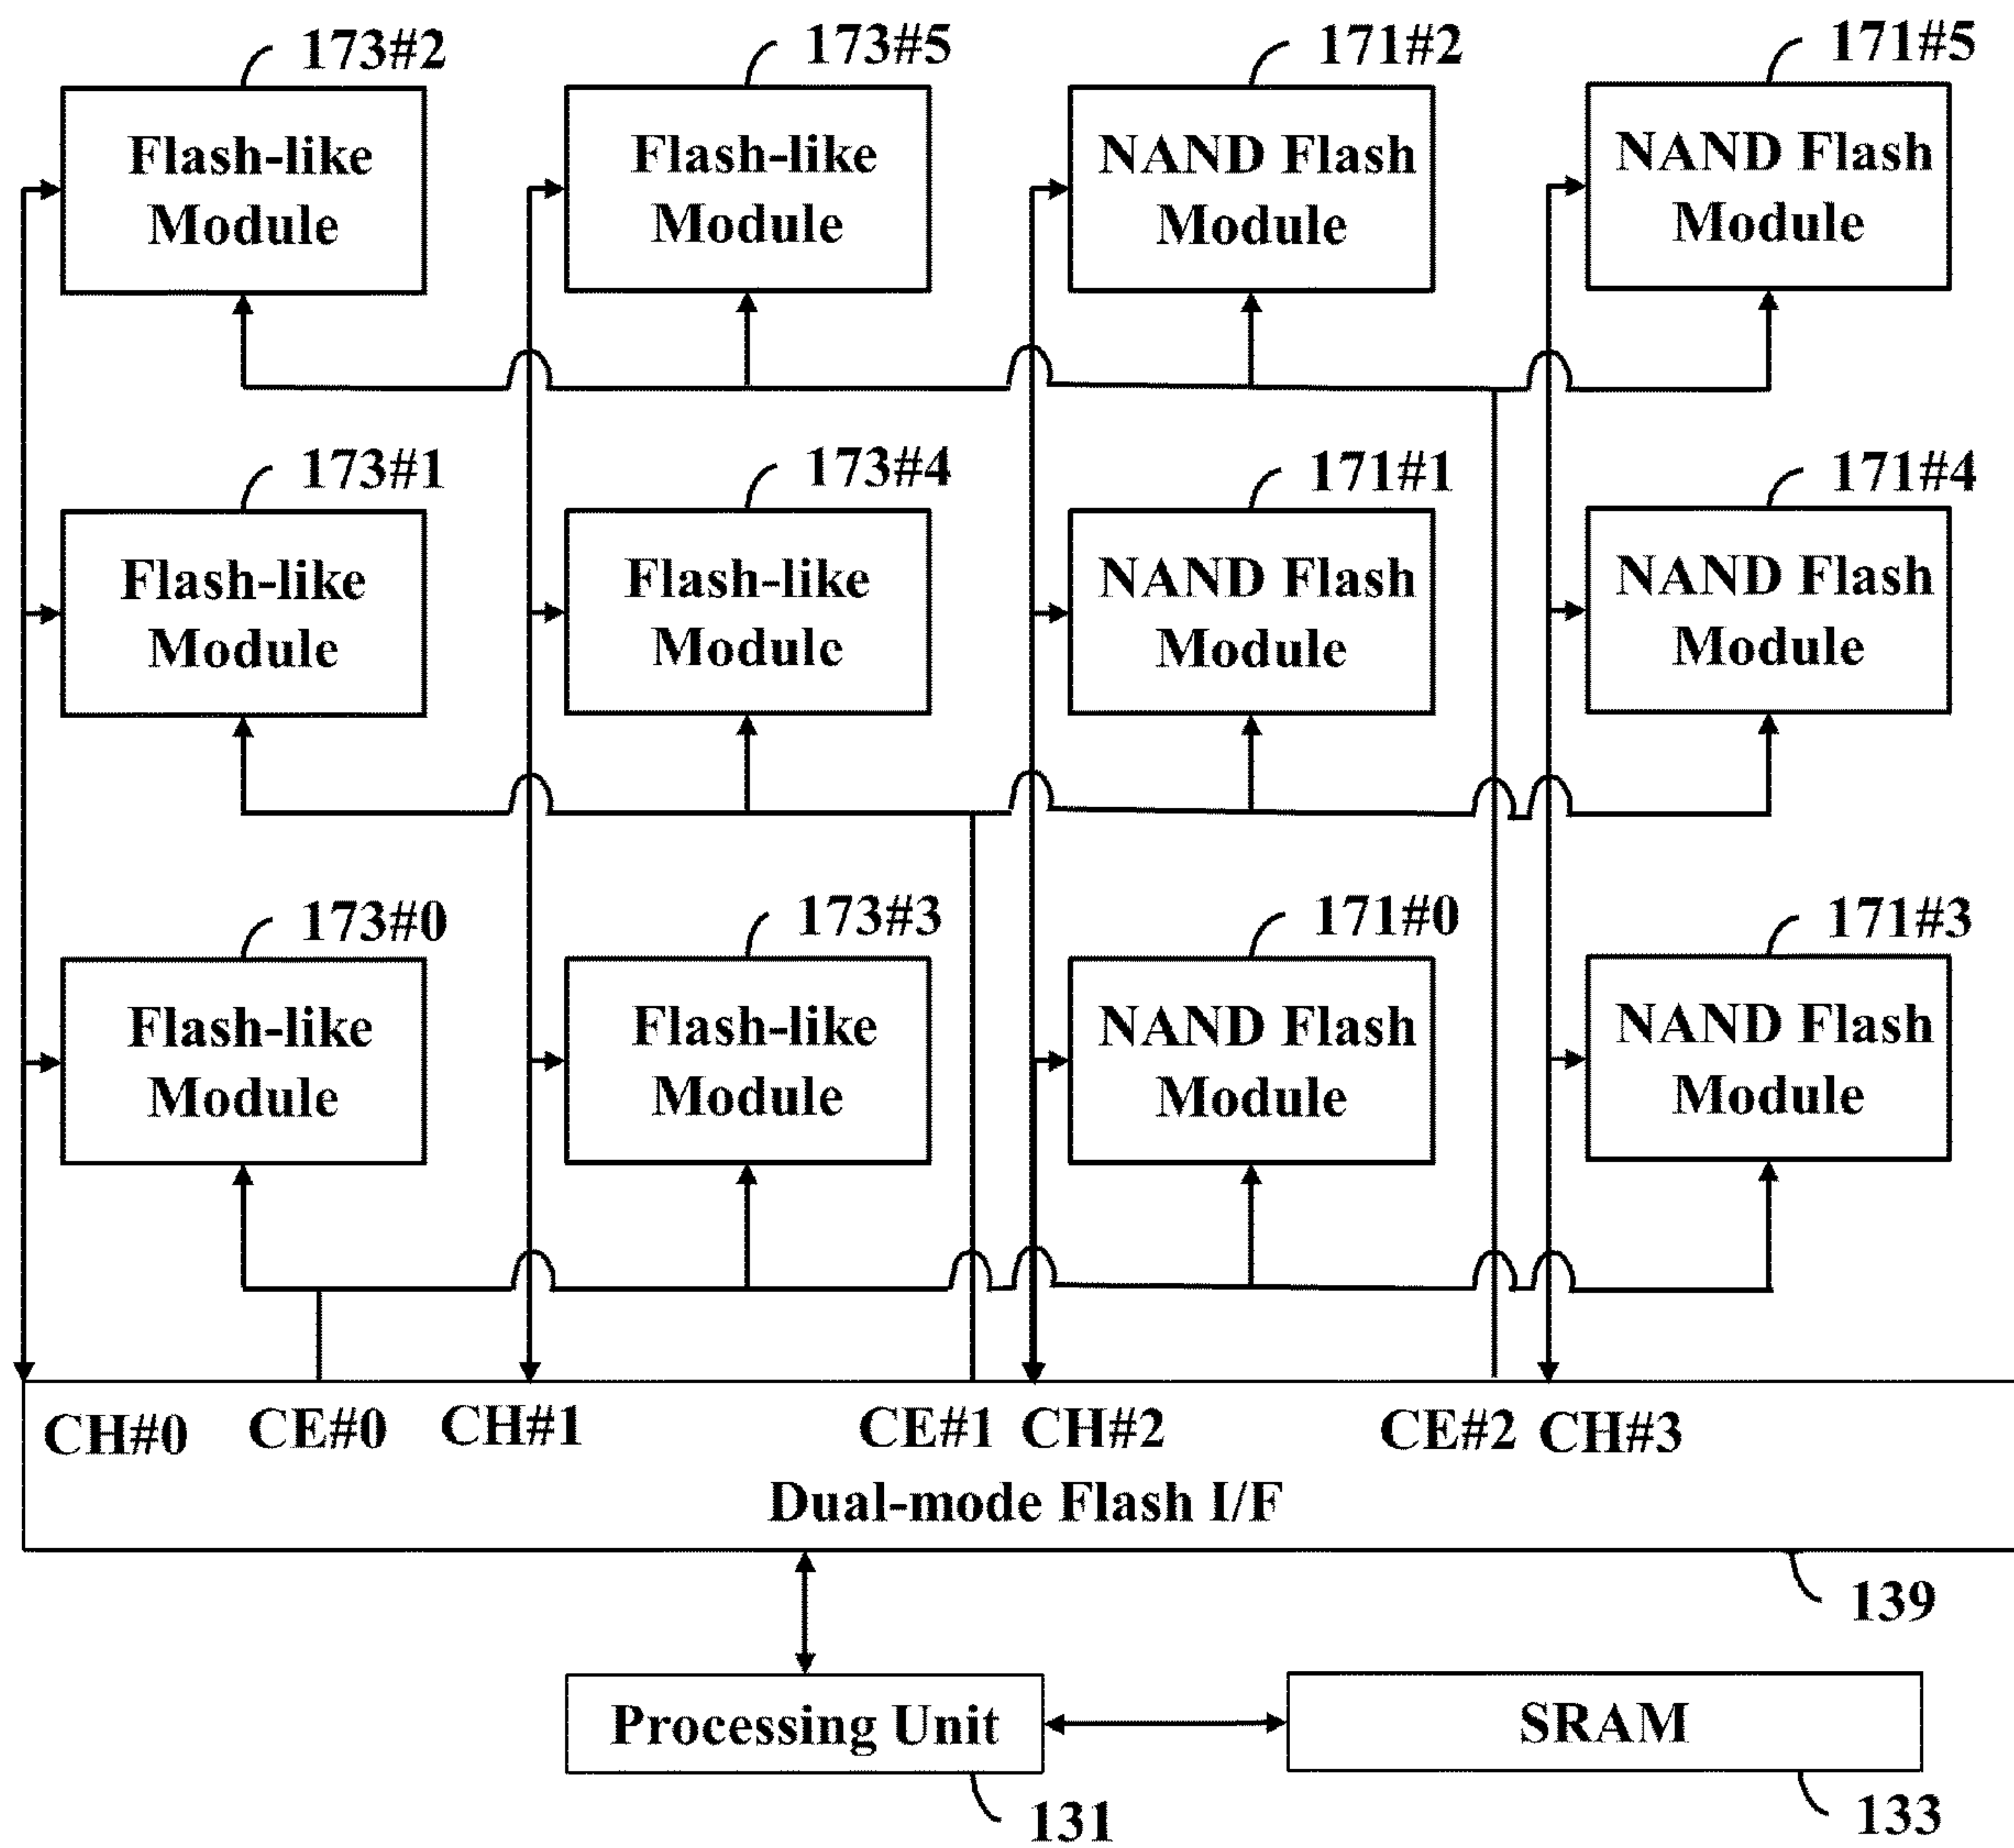 173#2
173#5
171#2
171#5
Flash-like
Module
Flash-like
Module
NAND Flash
Module
NAND Flash
Module
173#1
173#4
171#1
171#4
Flash-like
Module
Flash-like
Module
NAND Flash
Module
NAND Flash
Module
173#0
173#3
171#0
171#3
Flash-like
Module
Flash-like
Module
NAND Flash
Module
NAND Flash
Module
CH#0
CE#0
CH#1
CE#1
CH#2
CE#2
CH#3
Dual-mode Flash I/F
139
Processing Unit
SRAM
131
133